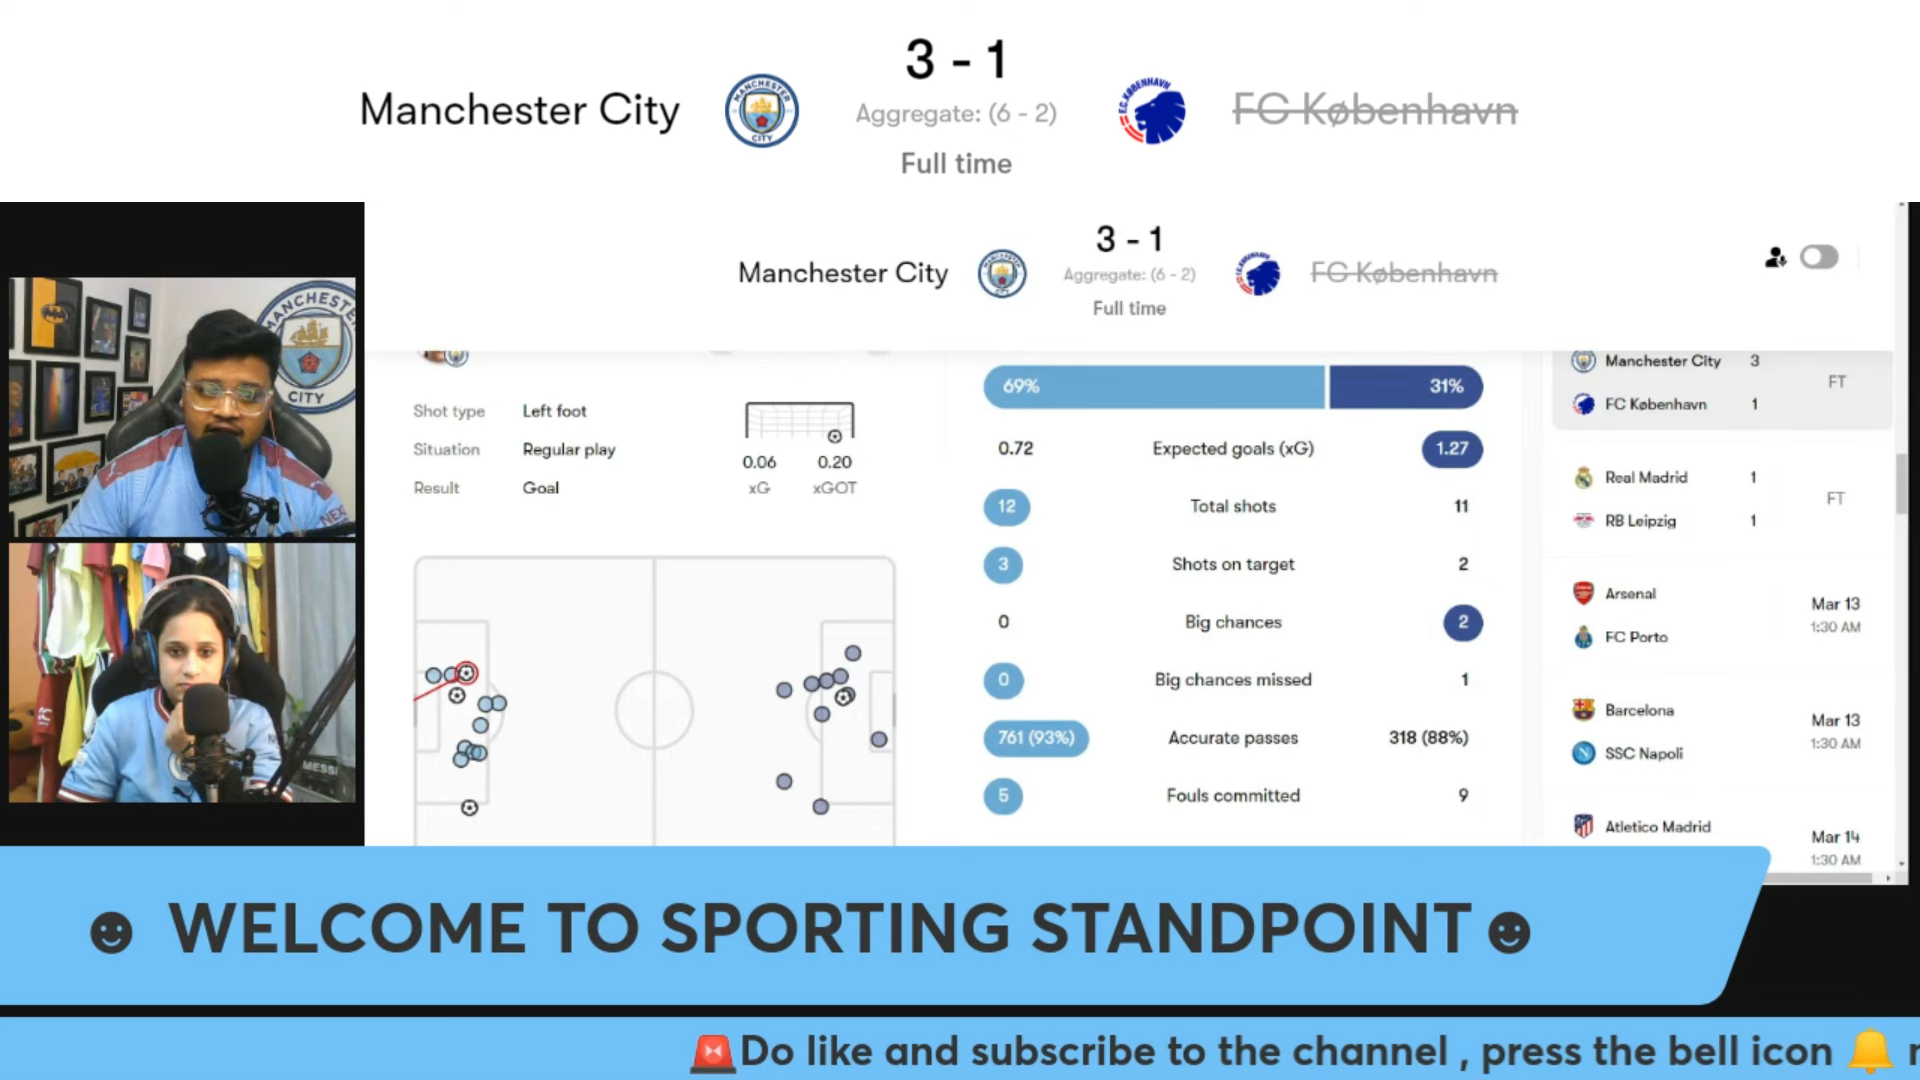 3 - 1
Manchester City
FC København
Aggregate: (6 - 2)
Full time
MANCHESTER
CITY
F.C. KØBENHAVN
3 - 1
Manchester City
FC København
Aggregate: (6 - 2)
Full time
MANCHESTER
CITY
MESSI
Shot type Left foot
Situation Regular play
Result Goal
0.06 0.20
xG xGOT
69% 31%
0.72 Expected goals (xG) 1.27
12 Total shots 11
3 Shots on target 2
0 Big chances 2
0 Big chances missed 1
761 (93%) Accurate passes 318 (88%)
5 Fouls committed 9
Manchester City 3
FT
FC København 1
Real Madrid 1
FT
RB Leipzig 1
Arsenal
Mar 13
1:30 AM
FC Porto
Barcelona
Mar 13
1:30 AM
SSC Napoli
Atletico Madrid
Mar 14
1:30 AM
☻ WELCOME TO SPORTING STANDPOINT ☻
🚨Do like and subscribe to the channel , press the bell icon 🔔